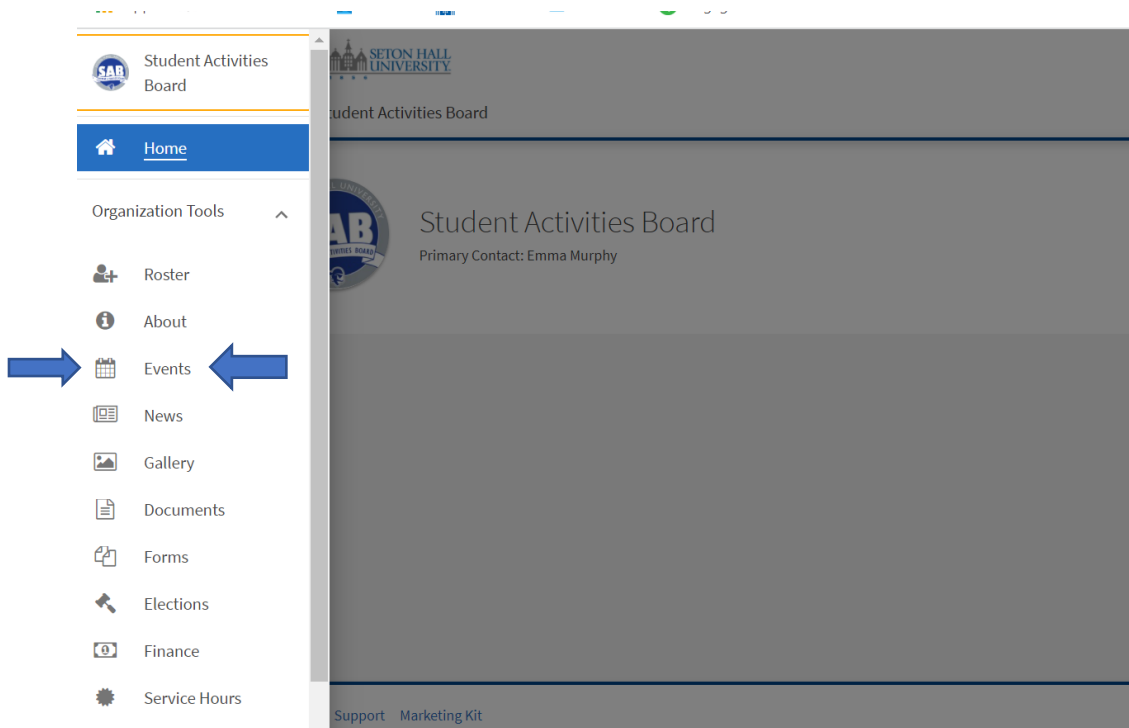 Student Activities
Board
Home
Organization Tools
Roster
About
Events
News
Gallery
Documents
Forms
Elections
Finance
Service Hours
SETON HALL
UNIVERSITY
tudent Activities Board
SAB
Student Activities Board
Primary Contact: Emma Murphy
Support Marketing Kit